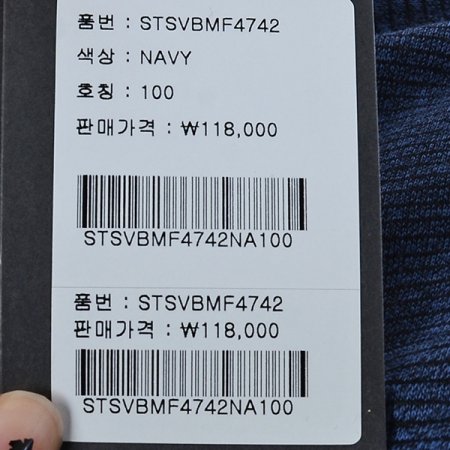 품번 : STSVBMF4742
색상 : NAVY
호칭 : 100
판매가격 : ₩118,000
STSVBMF4742NA100
품번 : STSVBMF4742
판매가격 : ₩118,000
STSVBMF4742NA100